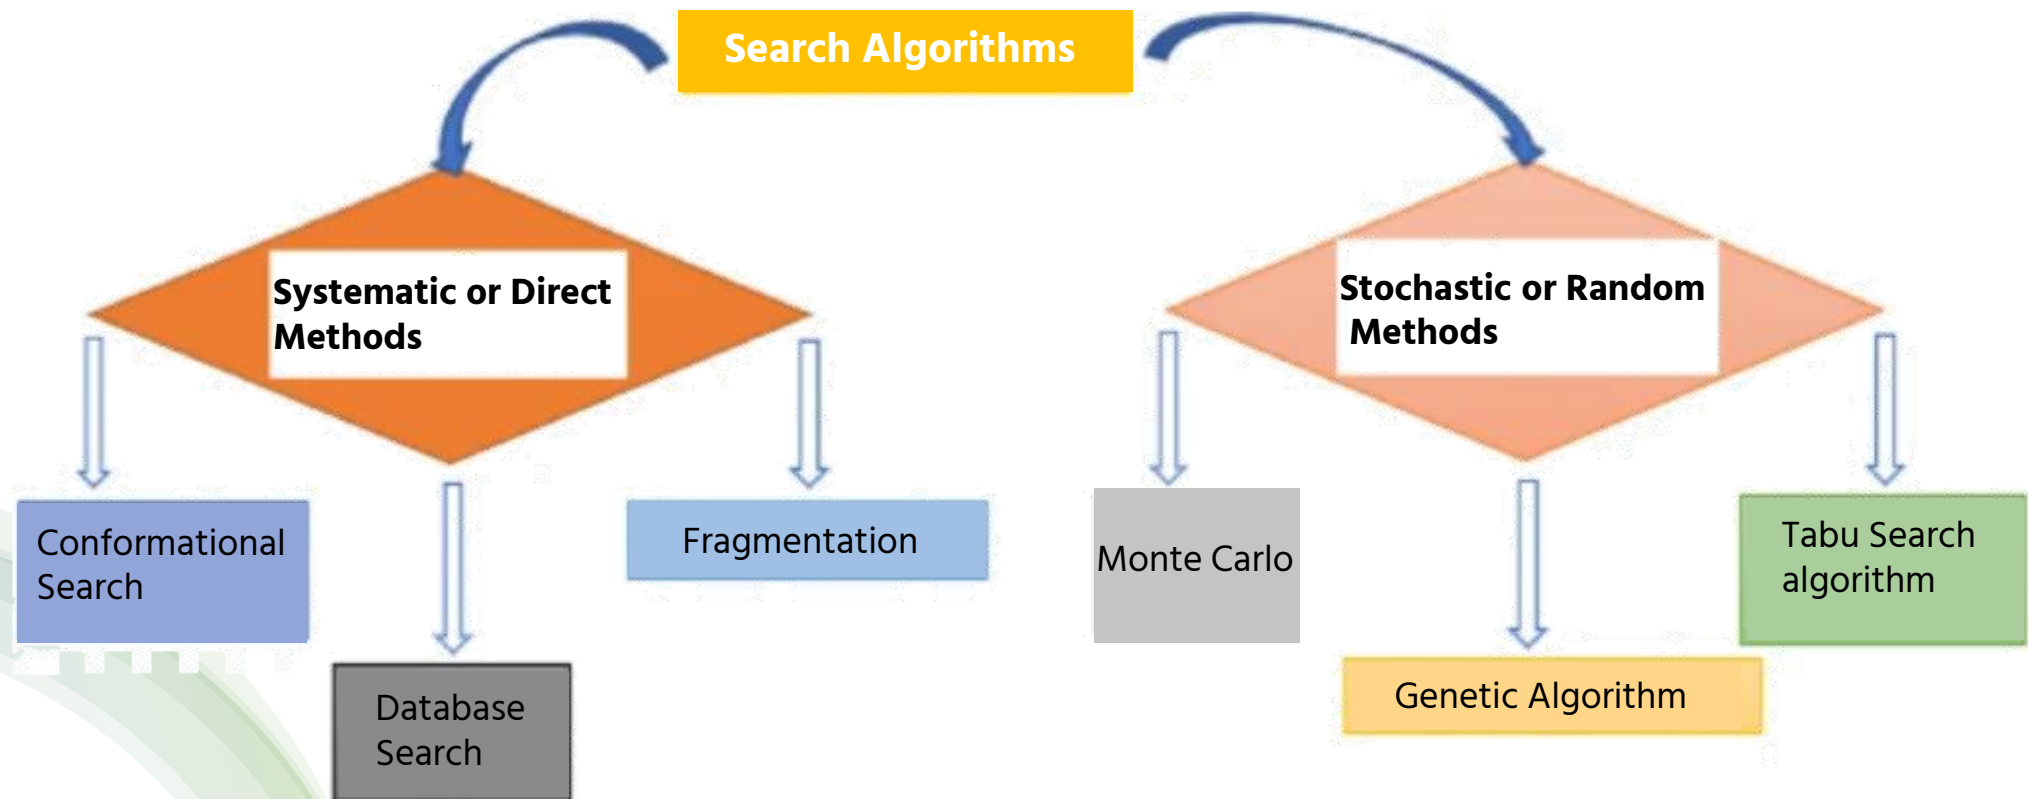 Search Algorithms
Systematic or Direct
Methods
Stochastic or Random
Methods
Conformational
Search
Database
Search
Fragmentation
Monte Carlo
Genetic Algorithm
Tabu Search
algorithm